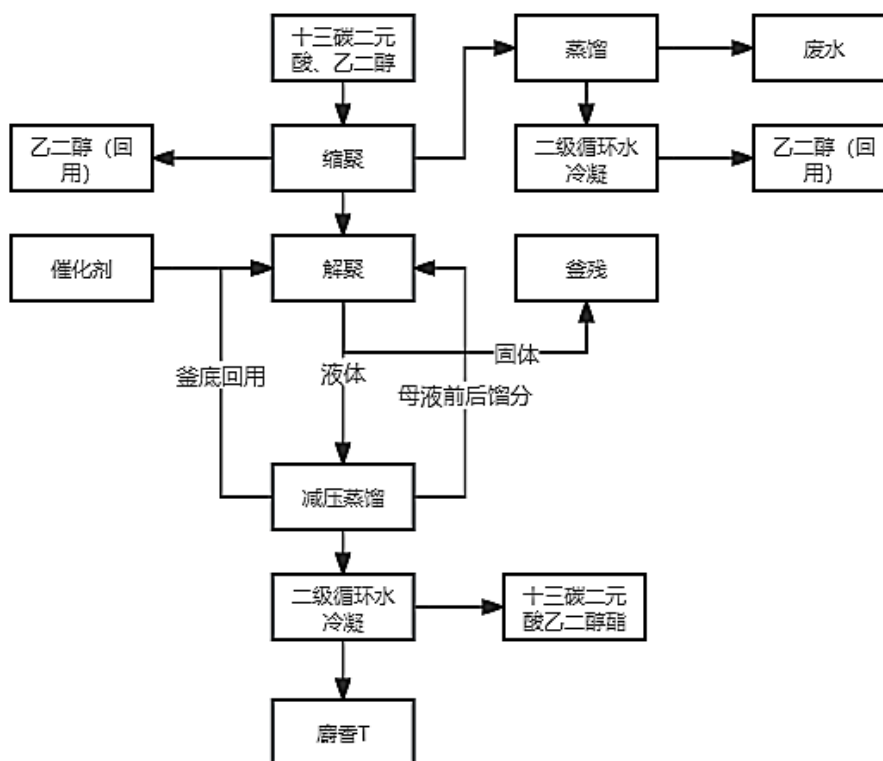 十三碳二元
酸、乙二醇
蒸馏
废水
乙二醇（回
用）
缩聚
二级循环水
冷凝
乙二醇（回
用）
催化剂
解聚
釜残
固体
釜底回用
液体
母液前后馏分
减压蒸馏
二级循环水
冷凝
十三碳二元
酸乙二醇酯
麝香T